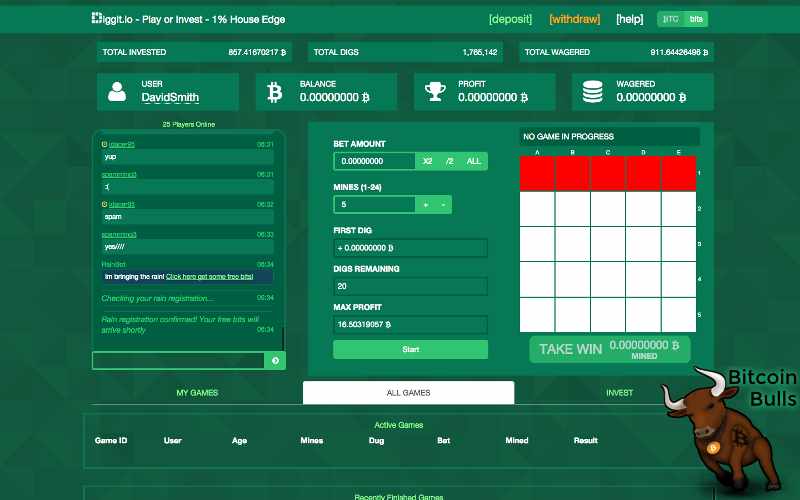 Diggit.io - Play or Invest - 1% House Edge
[deposit] [withdraw] [help] BTC bits
TOTAL INVESTED 857.41670217 ₿
TOTAL DIGS 1,765,142
TOTAL WAGERED 911.64426496 ₿
USER
DavidSmith
BALANCE
0.00000000 ₿
PROFIT
0.00000000 ₿
WAGERED
0.00000000 ₿
25 Players Online
06:31
yup
06:31
:(
06:32
spam
06:33
yes////
RainBot 06:34
Im bringing the rain! Click here get some free bits!
Checking your rain registration... 06:34
Rain registration confirmed! Your free bits will
arrive shortly 06:34
BET AMOUNT
0.00000000 X2 /2 ALL
MINES (1-24)
5 + -
FIRST DIG
+ 0.00000000 ₿
DIGS REMAINING
20
MAX PROFIT
16.50319057 ₿
Start
NO GAME IN PROGRESS
A B C D E
1
2
3
4
5
TAKE WIN 0.00000000 ₿
MINED
MY GAMES ALL GAMES INVEST
Bitcoin
Bulls
Active Games
Game ID User Age Mines Dug Bet Mined Result
Recently Finished Games